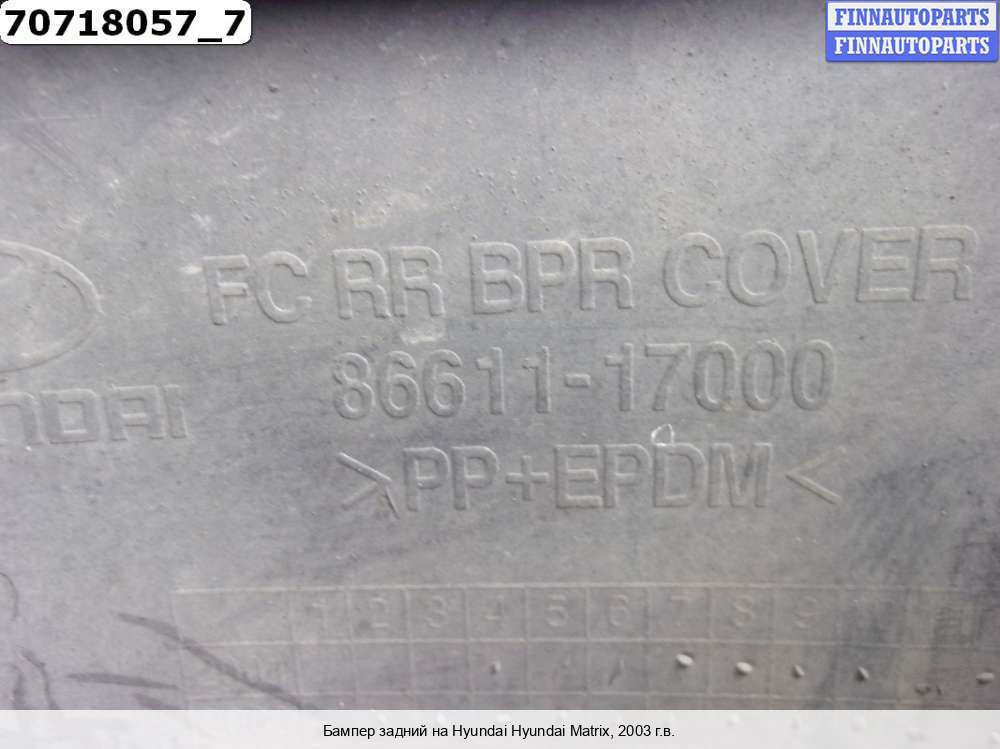 70718057_7
FINNAUTOPARTS
FINNAUTOPARTS
FC RR BPR COVER
86611-17000
NDAI
>PP+EPDM<
1 2 3 4 5 6 7 8 9
Бампер задний на Hyundai Hyundai Matrix, 2003 г.в.